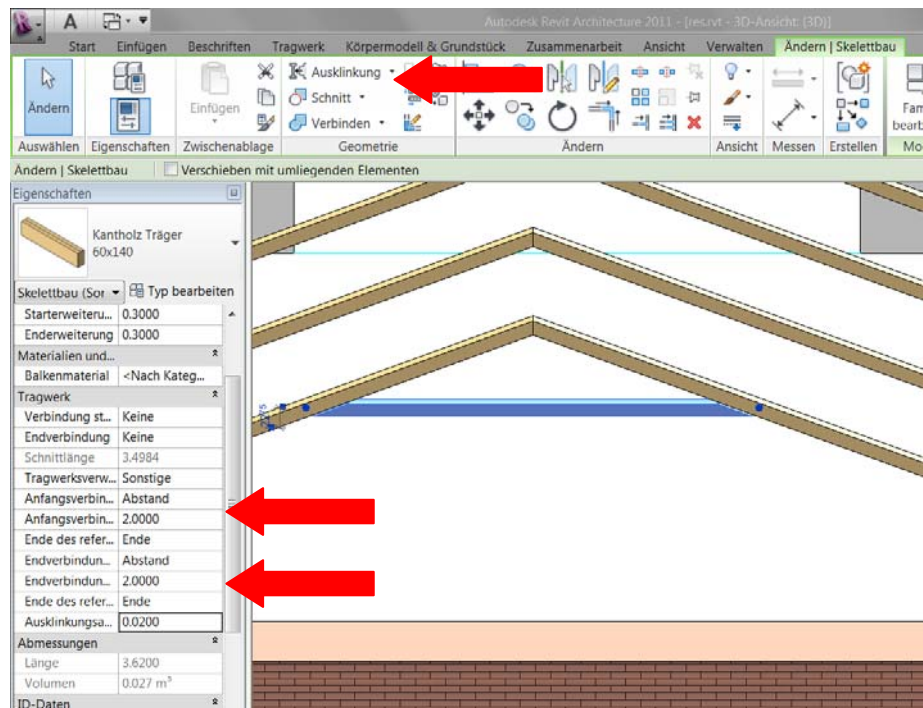 A
Autodesk Revit Architecture 2011 - [res.rvt - 3D-Ansicht: {3D}]
Start Einfügen Beschriften Tragwerk Körpermodell & Grundstück Zusammenarbeit Ansicht Verwalten Ändern | Skelettbau
Ausklinkung
Schnitt
Verbinden
Ändern
Einfügen
Fam
bearb
Auswählen Eigenschaften Zwischenablage Geometrie Ändern Ansicht Messen Erstellen Mo
Ändern | Skelettbau Verschieben mit umliegenden Elementen
Eigenschaften
Kantholz Träger
60x140
Skelettbau (Sor Typ bearbeiten
Starterweiteru... 0.3000
Enderweiterung 0.3000
Materialien und...
Balkenmaterial <Nach Kateg...
Tragwerk
Verbindung st... Keine
Endverbindung Keine
Schnittlänge 3.4984
Tragwerksverw... Sonstige
Anfangsverbin... Abstand
Anfangsverbin... 2.0000
Ende des refer... Ende
Endverbindun... Abstand
Endverbindun... 2.0000
Ende des refer... Ende
Ausklinkungsa... 0.0200
Abmessungen
Länge 3.6200
Volumen 0.027 m³
ID-Daten